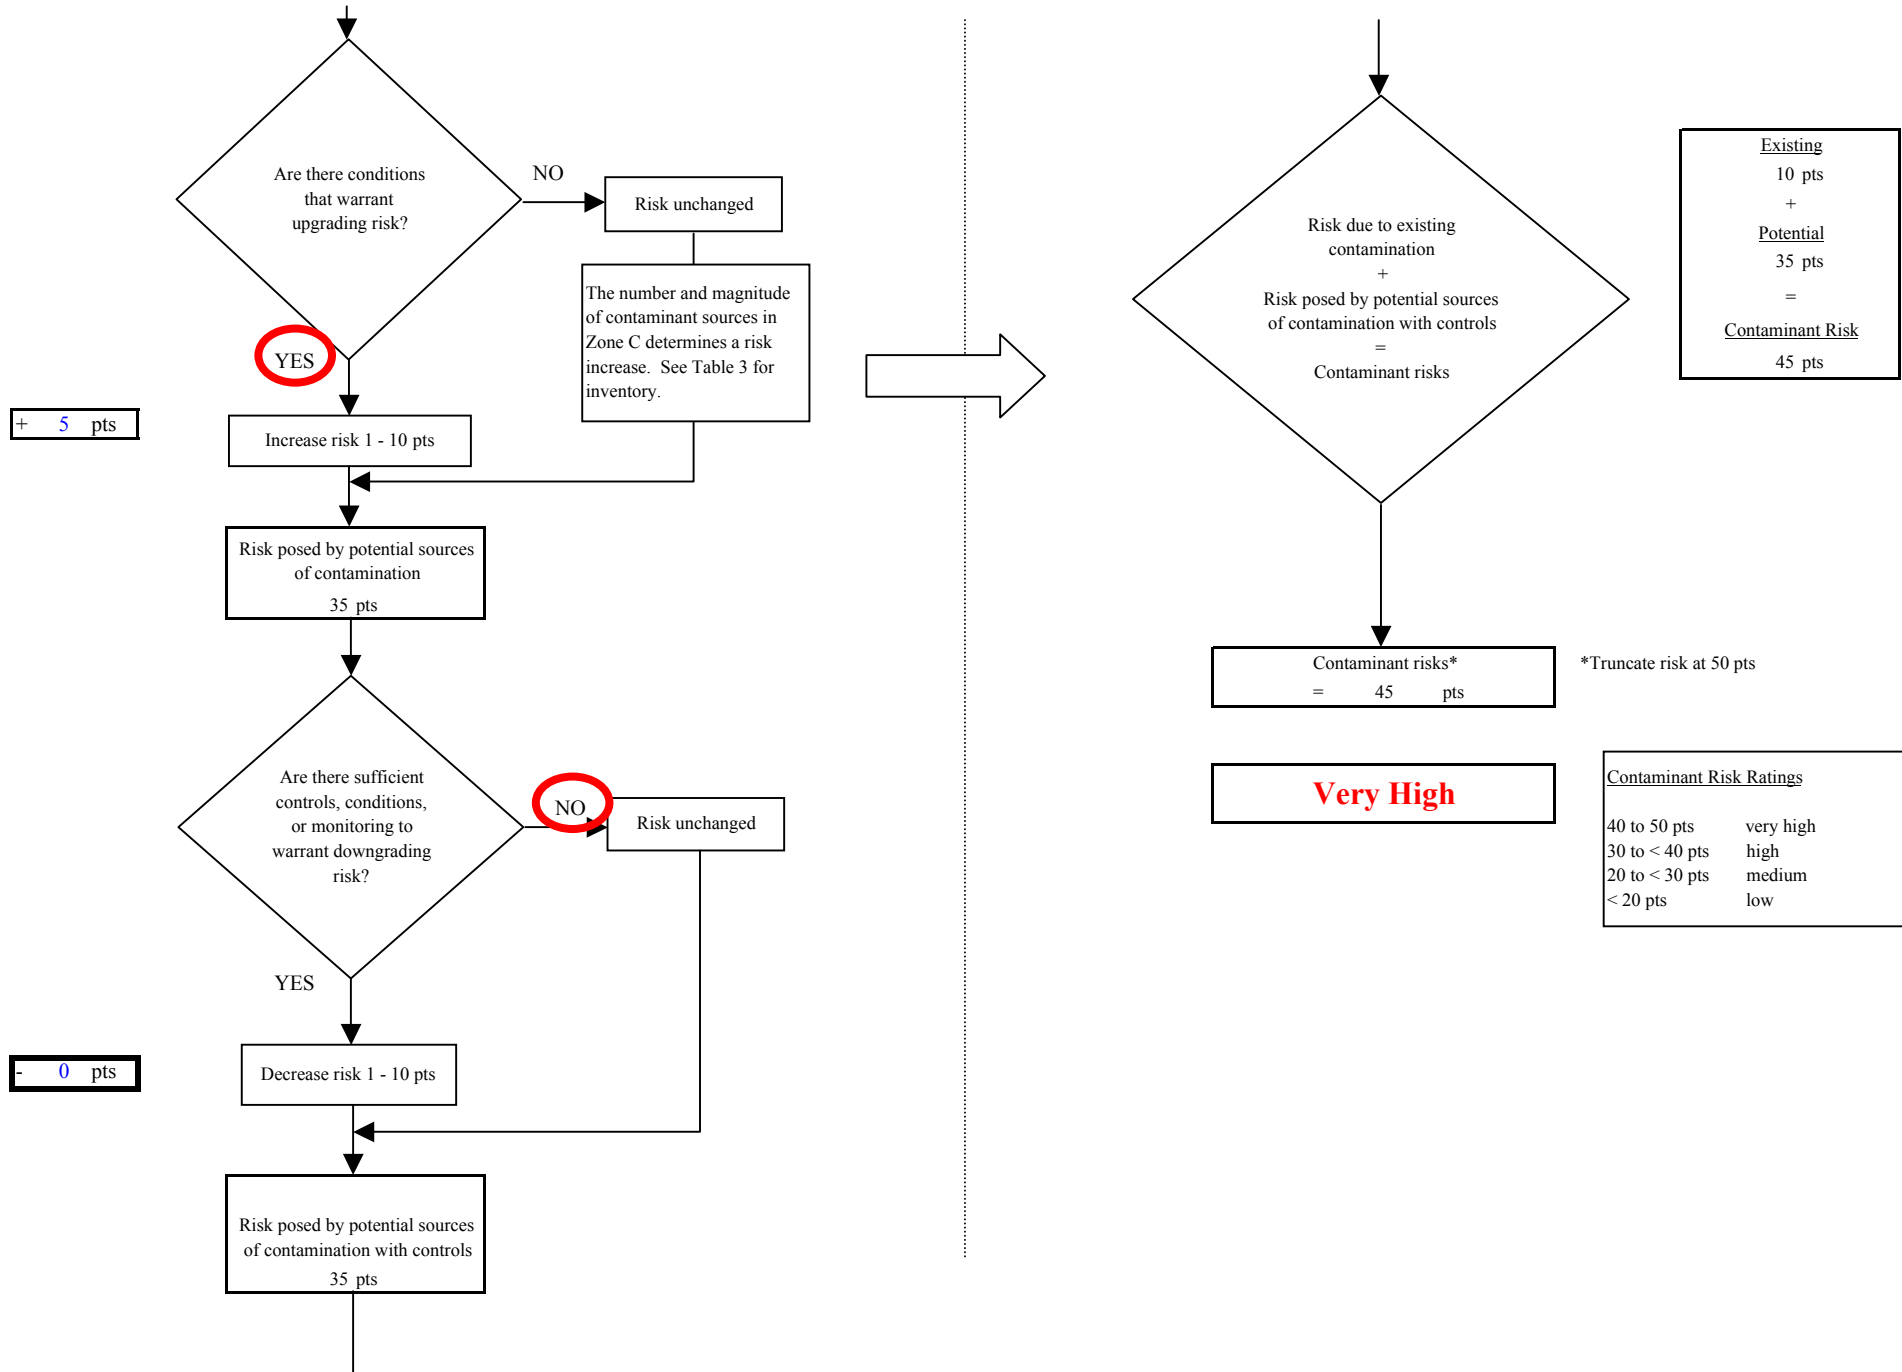 Are there conditions
that warrant
upgrading risk?
NO
Risk unchanged
The number and magnitude
of contaminant sources in
Zone C determines a risk
increase.  See Table 3 for
inventory.
YES
+ 5 pts
Increase risk 1 - 10 pts
Risk posed by potential sources
of contamination
35 pts
Are there sufficient
controls, conditions,
or monitoring to
warrant downgrading
risk?
NO
Risk unchanged
YES
- 0 pts
Decrease risk 1 - 10 pts
Risk posed by potential sources
of contamination with controls
35 pts
Risk due to existing
contamination
+
Risk posed by potential sources
of contamination with controls
=
Contaminant risks
Existing
10 pts
+
Potential
35 pts
=
Contaminant Risk
45 pts
Contaminant risks*
= 45 pts
*Truncate risk at 50 pts
Very High
Contaminant Risk Ratings
40 to 50 pts very high
30 to < 40 pts high
20 to < 30 pts medium
< 20 pts low